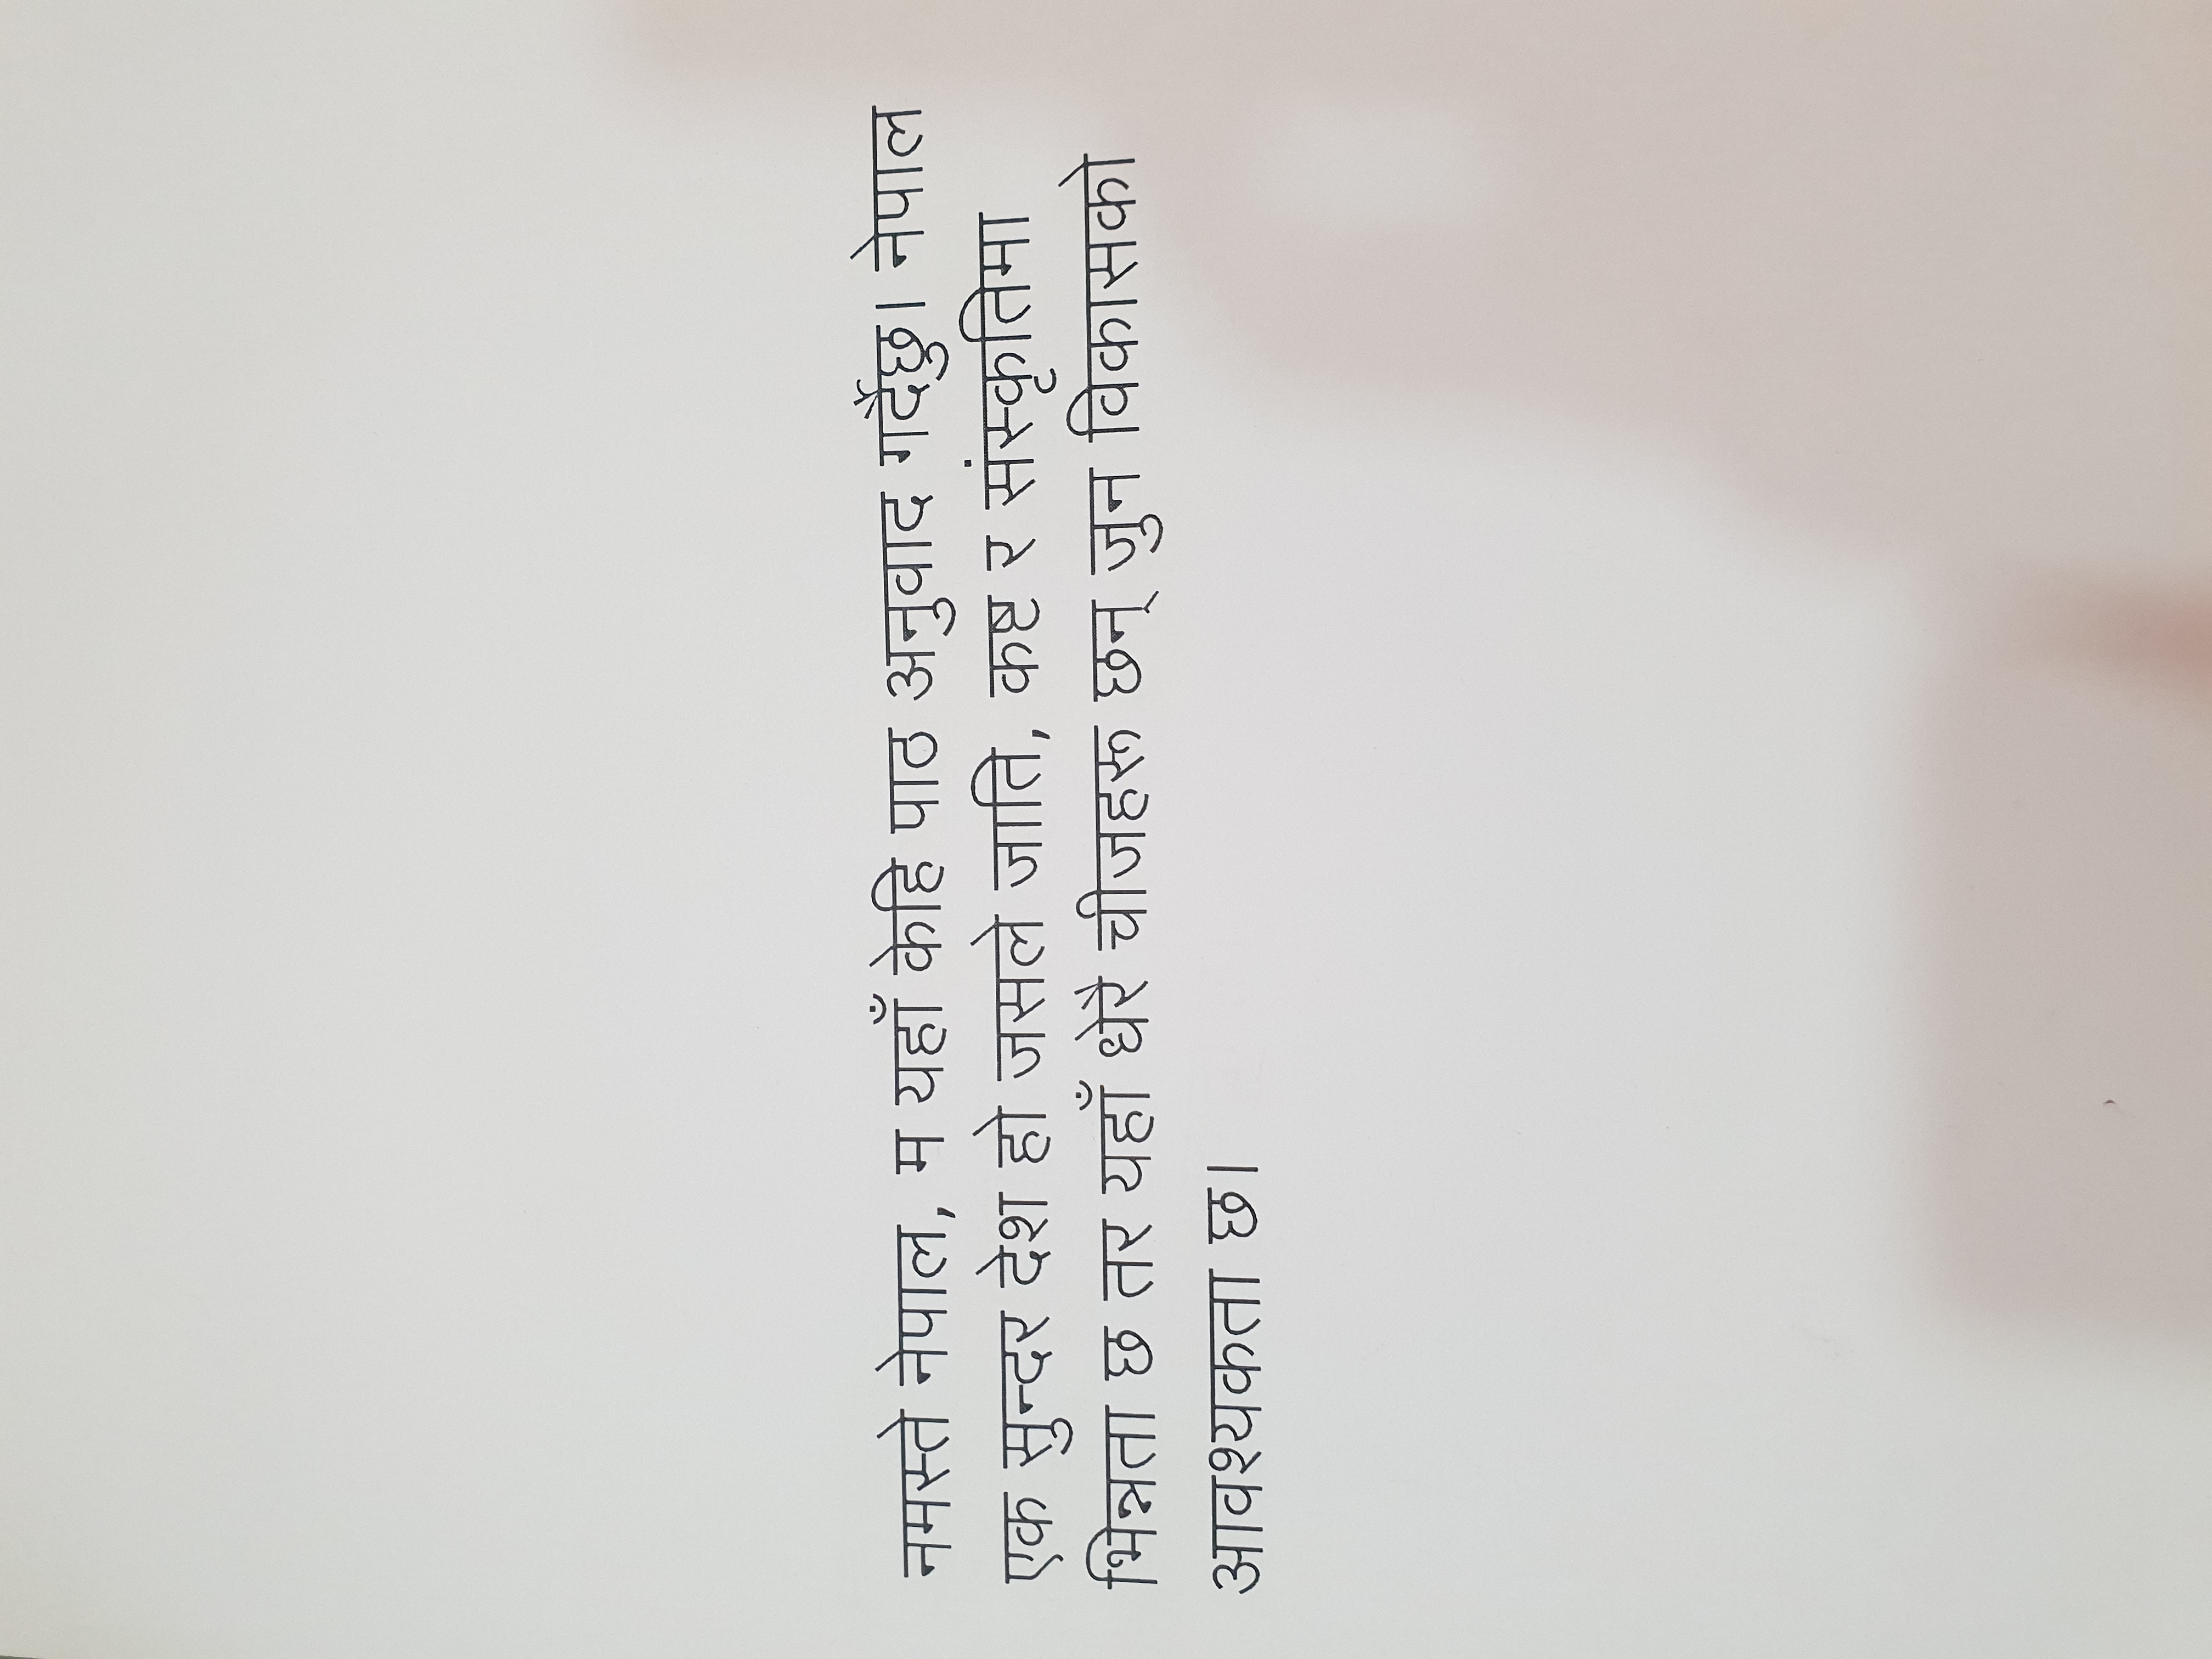 नमस्ते नेपाल, म यहाँ केहि पाठ अनुवाद गर्दैछु। नेपाल
एक सुन्दर देश हो जसले जाति, कष्ट र संस्कृतिमा
भिन्नता छ तर यहाँ धेरै चीजहरू छन् जुन विकासको
आवश्यकता छ।